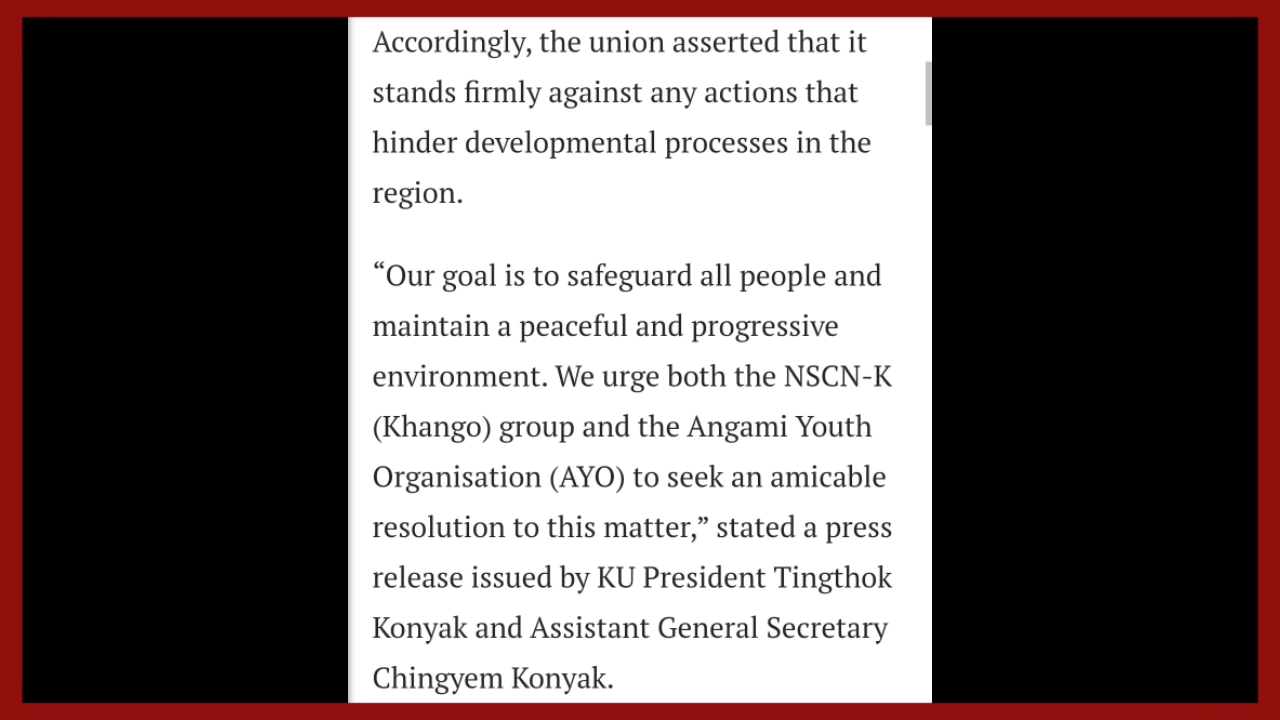 Accordingly, the union asserted that it
stands firmly against any actions that
hinder developmental processes in the
region.
“Our goal is to safeguard all people and
maintain a peaceful and progressive
environment. We urge both the NSCN-K
(Khango) group and the Angami Youth
Organisation (AYO) to seek an amicable
resolution to this matter,” stated a press
release issued by KU President Tingthok
Konyak and Assistant General Secretary
Chingyem Konyak.